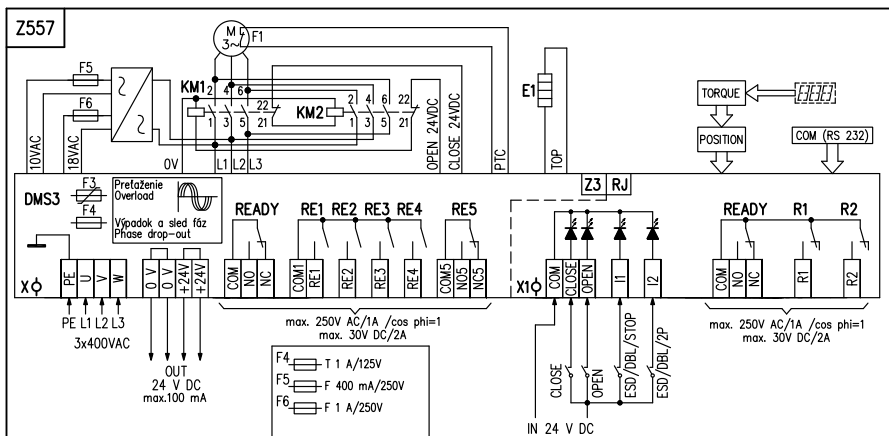 Z557
F5
F6
10VAC
18VAC
M
3~
F1
KM1
2 4 6
1 3 5
22
21
KM2
2 4 6
1 3 5
22
21
0V
L1 L2 L3
OPEN 24VDC
CLOSE 24VDC
PTC
E1
TOP
TORQUE
POSITION
COM (RS 232)
DMS3
F3
F4
Preťaženie
Overload
Výpadok a sled fáz
Phase drop-out
Z3 RJ
READY RE1 RE2 RE3 RE4 RE5
READY R1 R2
X
PE U V W
0 V
0 V
+24V
+24V
COM NO NC
COM1 RE1 RE2 RE3 RE4
COM5 NO5 NC5
X1
COM CLOSE OPEN I1 I2
COM NO NC
R1 R2
PE L1 L2 L3
3x400VAC
OUT
24 V DC
max.100 mA
max. 250V AC/1A /cos phi=1
max. 30V DC/2A
F4 T 1 A/125V
F5 F 400 mA/250V
F6 F 1 A/250V
CLOSE
OPEN
ESD/DBL/STOP
ESD/DBL/2P
IN 24 V DC
max. 250V AC/1A /cos phi=1
max. 30V DC/2A